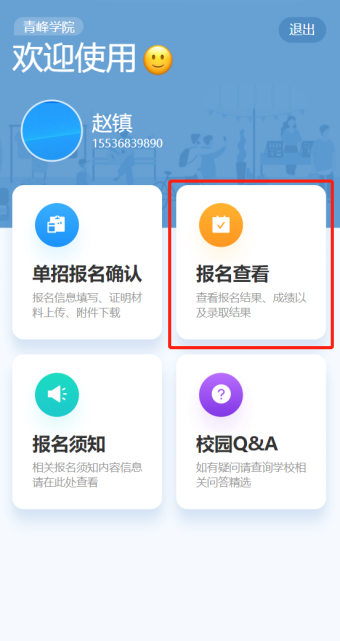 青峰学院
退出
欢迎使用
赵镇
15536839890
单招报名确认
报名信息填写、证明材
料上传、附件下载
报名查看
查看报名结果、成绩以
及录取结果
报名须知
相关报名须知内容信息
请在此处查看
校园Q&A
如有疑问请查询学校相
关问答精选